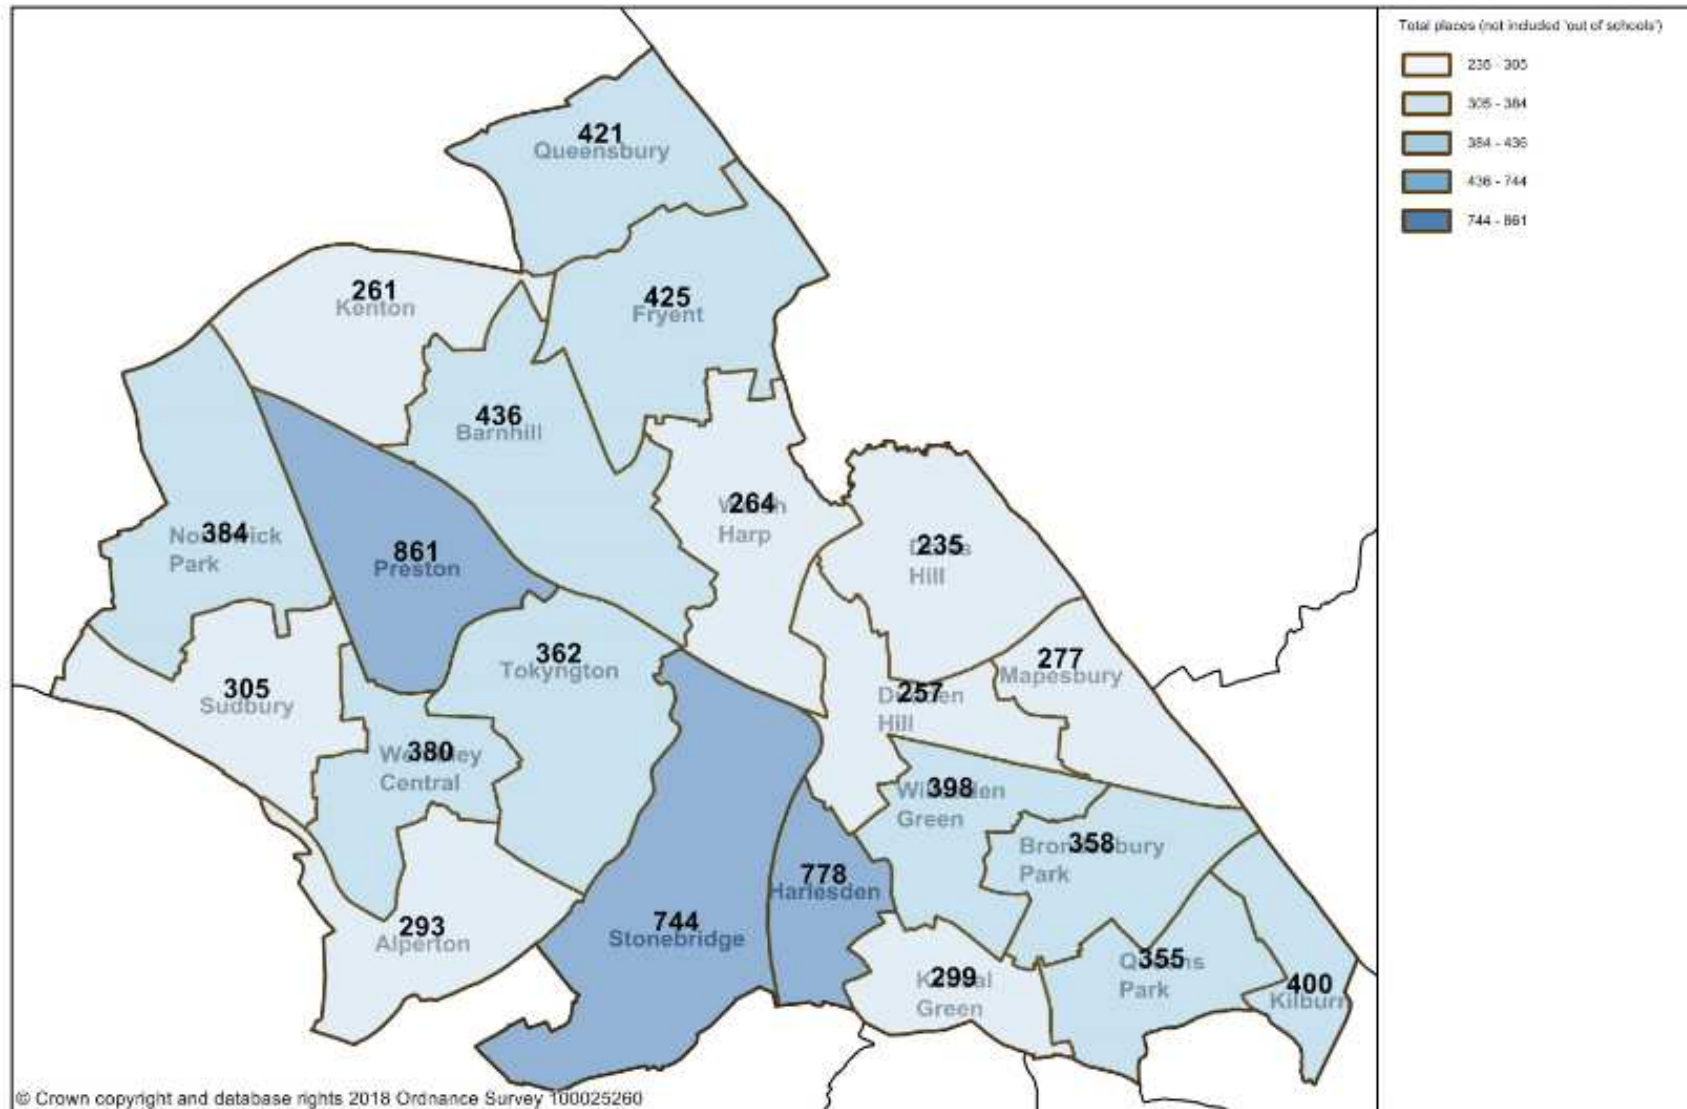 Total places (not included 'out of schools')
235 - 305
305 - 384
384 - 436
436 - 744
744 - 861
421
Queensbury
261
Kenton
425
Fryent
436
Barnhill
264
Harp
384
Park
861
Preston
235
Hill
362
Tokyngton
277
Mapesbury
305
Sudbury
257
Hill
380
Central
398
Green
358
Park
778
Harlesden
293
Alperton
744
Stonebridge
299
Green
355
Park
400
Kilburn
© Crown copyright and database rights 2018 Ordnance Survey 100025260